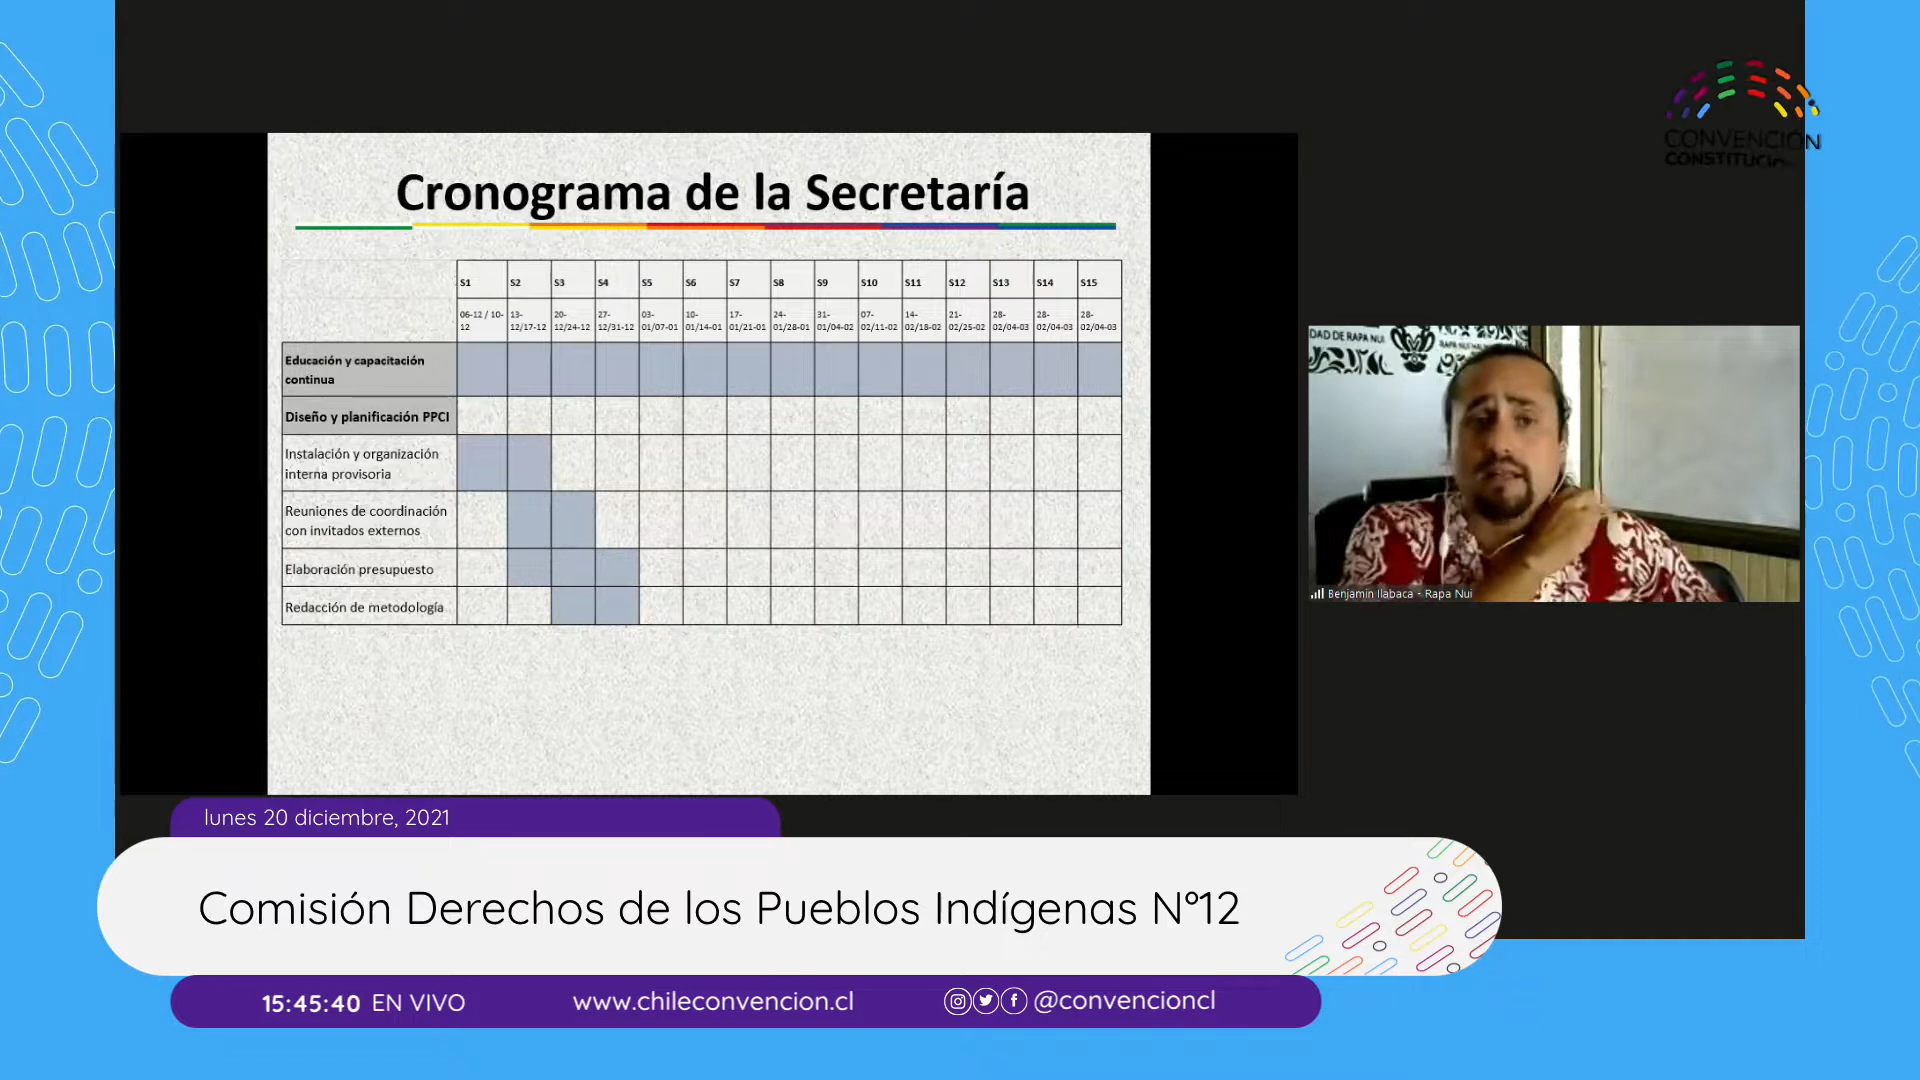 CONVENCIÓN
Cronograma de la Secretaría
S1 S2 S3 S4 S5 S6 S7 S8 S9 S10 S11 S12 S13 S14 S15
06-12 / 10- 13- 20- 27- 03- 10- 17- 24- 31- 07- 14- 21- 28- 28- 28-
12 12/17-12 12/24-12 12/31-12 01/07-01 01/14-01 01/21-01 01/28-01 01/04-02 02/11-02 02/18-02 02/25-02 02/04-03 02/04-03 02/04-03
Educación y capacitación
continua
Diseño y planificación PPCI
Instalación y organización
interna provisoria
Reuniones de coordinación
con invitados externos
Elaboración presupuesto
Redacción de metodología
DAD DE RAPA NUI
RAPA NUI
Benjamin Ilabaca - Rapa Nui
lunes 20 diciembre, 2021
Comisión Derechos de los Pueblos Indígenas N°12
15:45:40 EN VIVO www.chileconvencion.cl @convencioncl